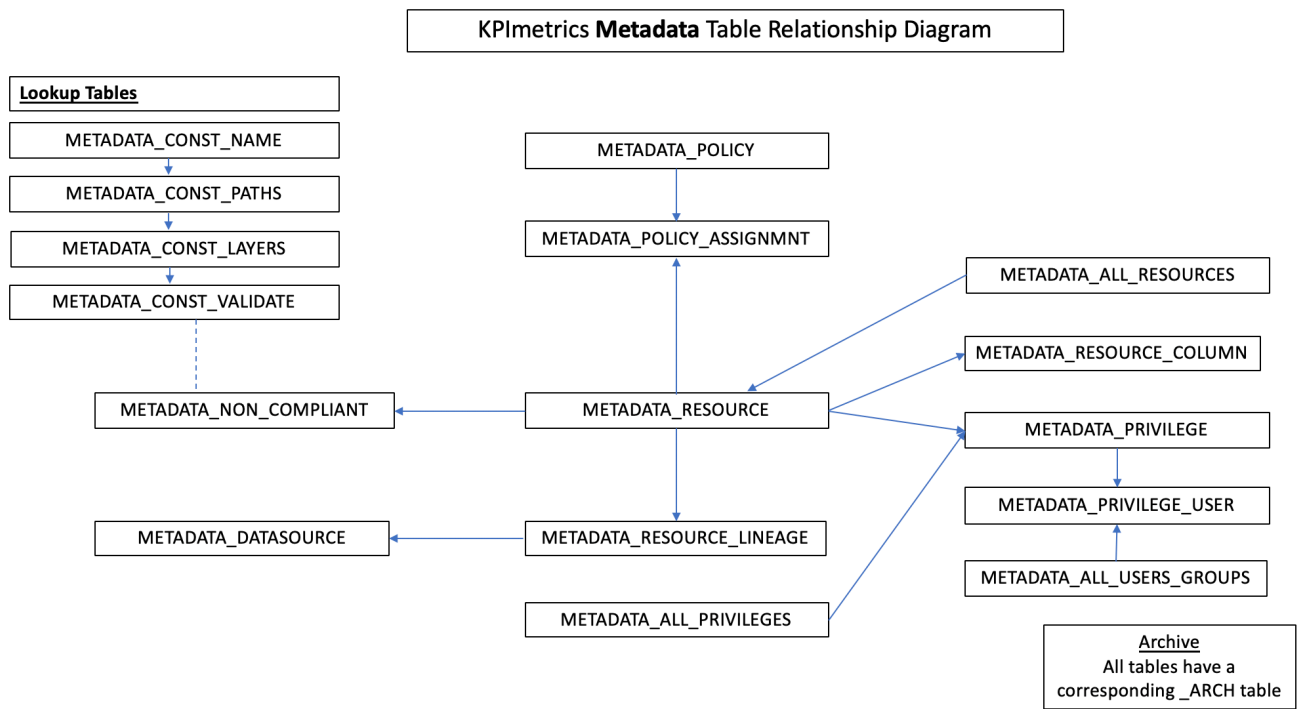 KPImetrics Metadata Table Relationship Diagram
Lookup Tables
METADATA_CONST_NAME
METADATA_CONST_PATHS
METADATA_CONST_LAYERS
METADATA_CONST_VALIDATE
METADATA_POLICY
METADATA_POLICY_ASSIGNMNT
METADATA_ALL_RESOURCES
METADATA_RESOURCE_COLUMN
METADATA_NON_COMPLIANT
METADATA_RESOURCE
METADATA_PRIVILEGE
METADATA_PRIVILEGE_USER
METADATA_DATASOURCE
METADATA_RESOURCE_LINEAGE
METADATA_ALL_USERS_GROUPS
METADATA_ALL_PRIVILEGES
Archive
All tables have a
corresponding _ARCH table